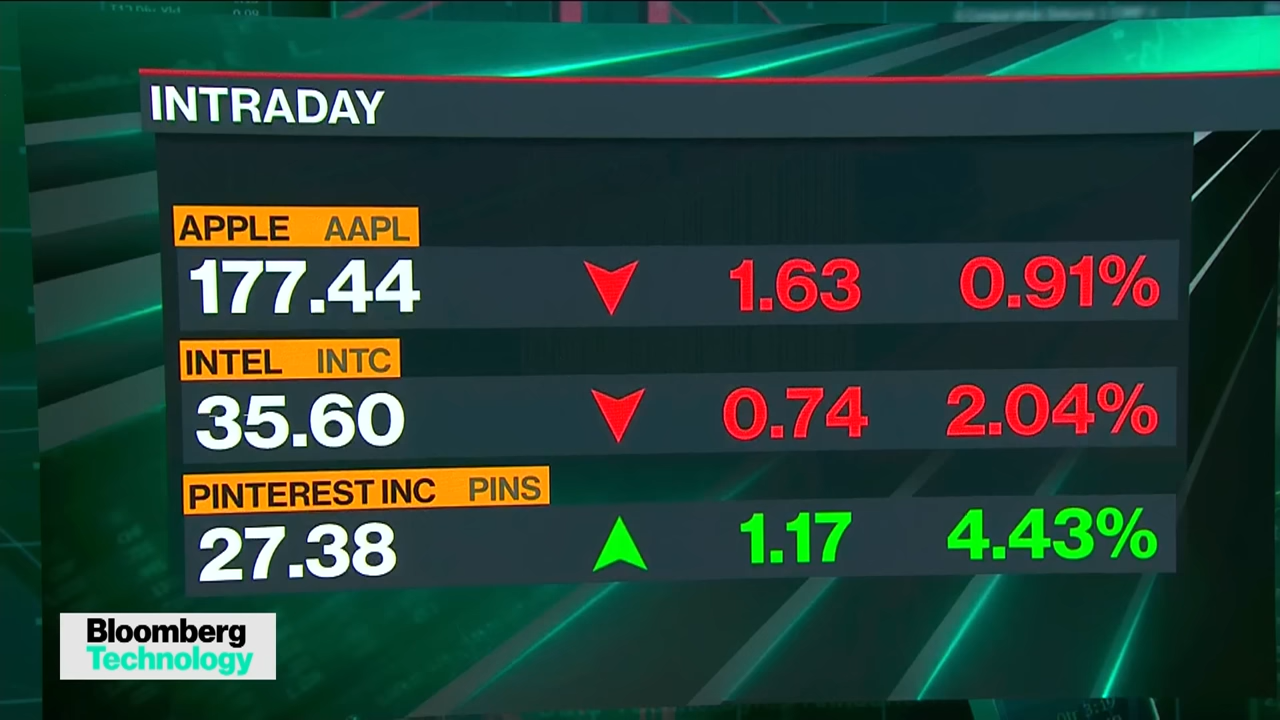 INTRADAY
APPLE AAPL
177.44 ▼ 1.63 0.91%
INTEL INTC
35.60 ▼ 0.74 2.04%
PINTEREST INC PINS
27.38 ▲ 1.17 4.43%
Bloomberg
Technology